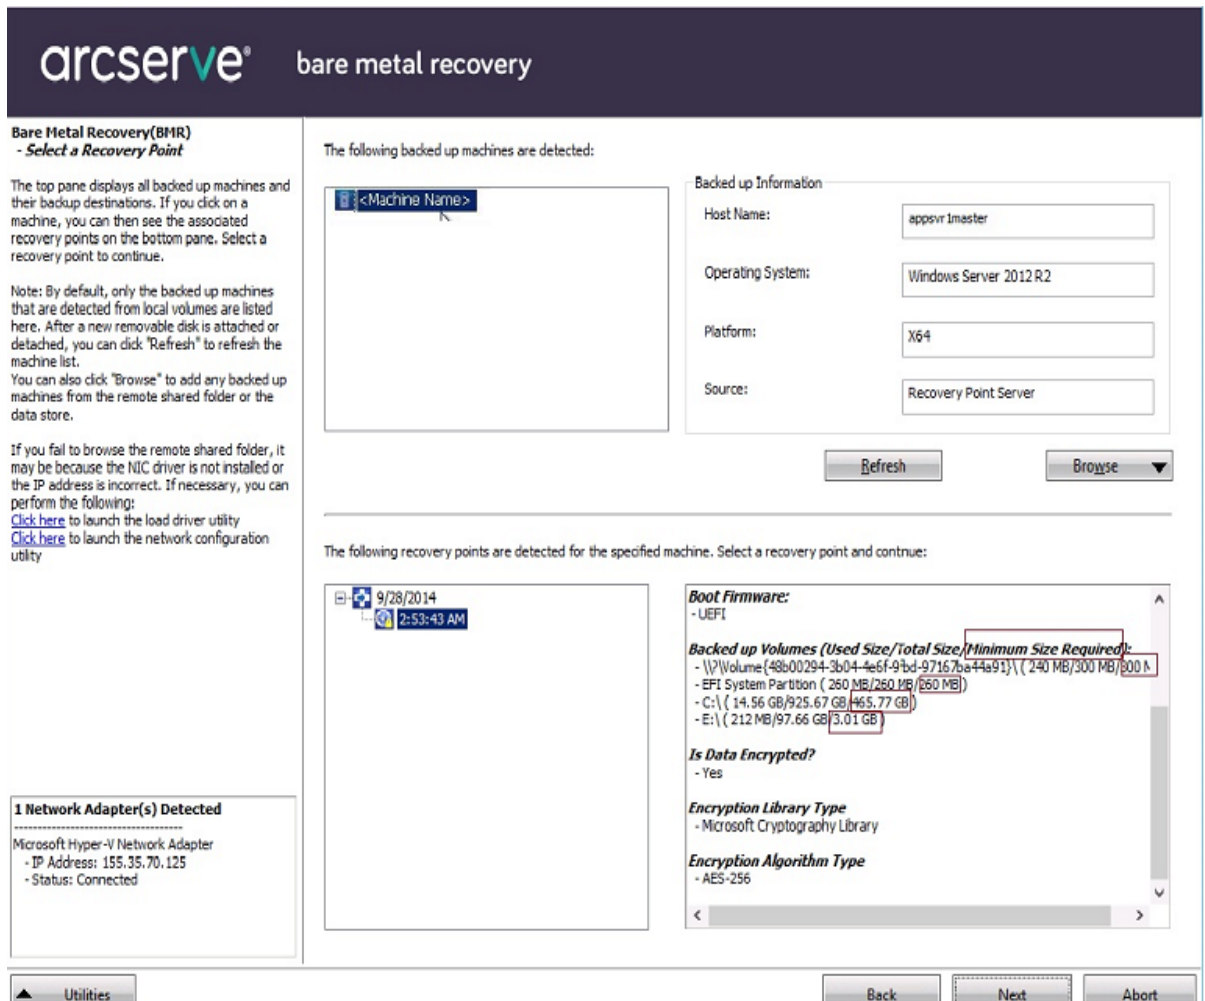 arcserve®
bare metal recovery
Bare Metal Recovery(BMR)
- Select a Recovery Point
The top pane displays all backed up machines and
their backup destinations. If you click on a
machine, you can then see the associated
recovery points on the bottom pane. Select a
recovery point to continue.
Note: By default, only the backed up machines
that are detected from local volumes are listed
here. After a new removable disk is attached or
detached, you can click "Refresh" to refresh the
machine list.
You can also click "Browse" to add any backed up
machines from the remote shared folder or the
data store.
If you fail to browse the remote shared folder, it
may be because the NIC driver is not installed or
the IP address is incorrect. If necessary, you can
perform the following:
Click here to launch the load driver utility
Click here to launch the network configuration
utility
1 Network Adapter(s) Detected
-------------------------------------
Microsoft Hyper-V Network Adapter
- IP Address: 155.35.70.125
- Status: Connected
The following backed up machines are detected:
<Machine Name>
Backed up Information
Host Name:
appsvr1master
Operating System:
Windows Server 2012 R2
Platform:
X64
Source:
Recovery Point Server
Refresh
Browse
The following recovery points are detected for the specified machine. Select a recovery point and contnue:
9/28/2014
2:53:43 AM
Boot Firmware:
- UEFI
Backed up Volumes (Used Size/Total Size/Minimum Size Required):
- \\?\Volume{48b00294-3b04-4e6f-9fbd-97167ba44a91}\ ( 240 MB/300 MB/300 M
- EFI System Partition ( 260 MB/260 MB/260 MB )
- C:\ ( 14.56 GB/925.67 GB/465.77 GB )
- E:\ ( 212 MB/97.66 GB/3.01 GB )
Is Data Encrypted?
- Yes
Encryption Library Type
- Microsoft Cryptography Library
Encryption Algorithm Type
- AES-256
Utilities
Back
Next
Abort